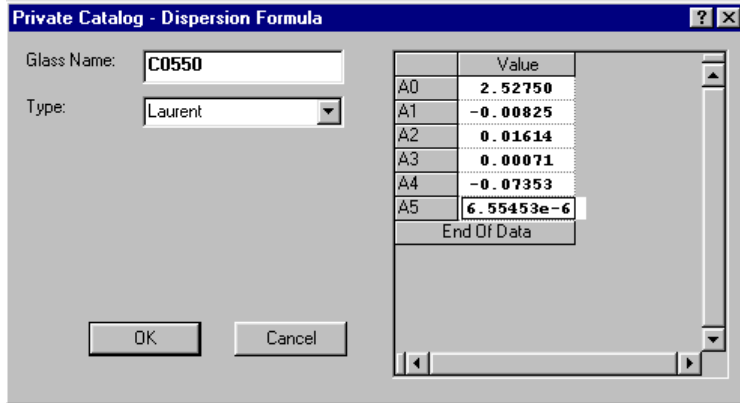 Private Catalog - Dispersion Formula
Glass Name: C0550
Type: Laurent
Value
A0 2.52750
A1 -0.00825
A2 0.01614
A3 0.00071
A4 -0.07353
A5 6.55453e-6
End Of Data
OK Cancel